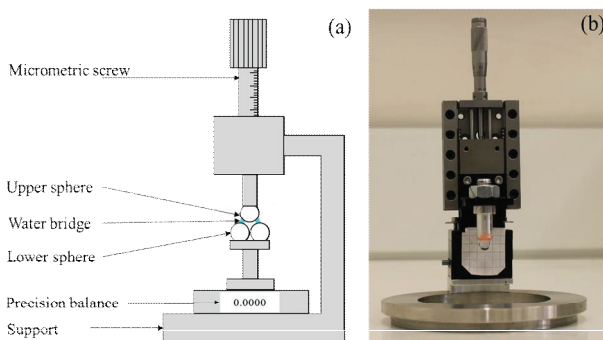 (a)
Micrometric screw
Upper sphere
Water bridge
Lower sphere
Precision balance
0.0000
Support
(b)